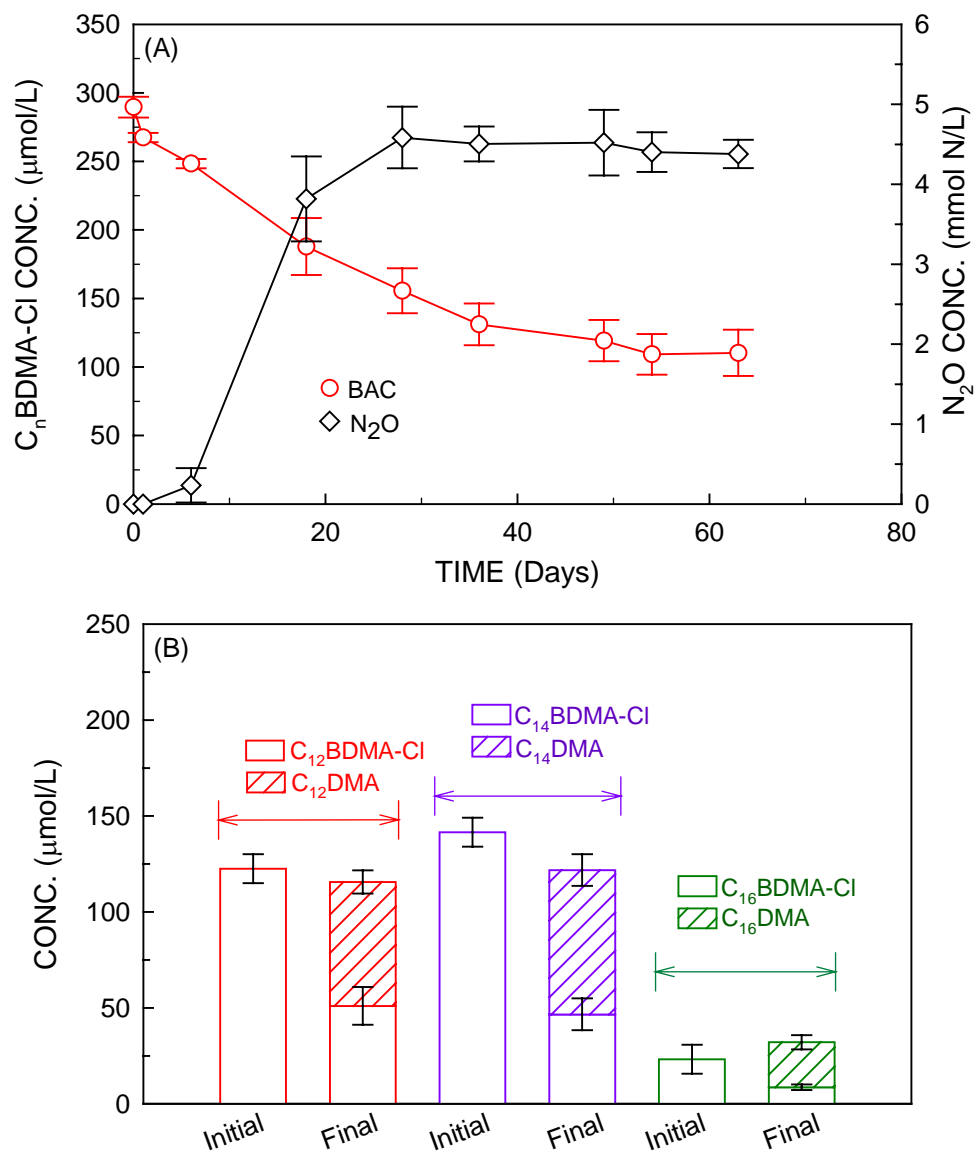 (A)
350
300
250
200
150
100
50
0
CₙBDMA-Cl CONC. (μmol/L)
6
5
4
3
2
1
0
N₂O CONC. (mmol N/L)
BAC
N₂O
0 20 40 60 80
TIME (Days)
(B)
250
200
150
100
50
0
CONC. (μmol/L)
C₁₄BDMA-Cl
C₁₄DMA
C₁₂BDMA-Cl
C₁₂DMA
C₁₆BDMA-Cl
C₁₆DMA
Initial Final Initial Final Initial Final